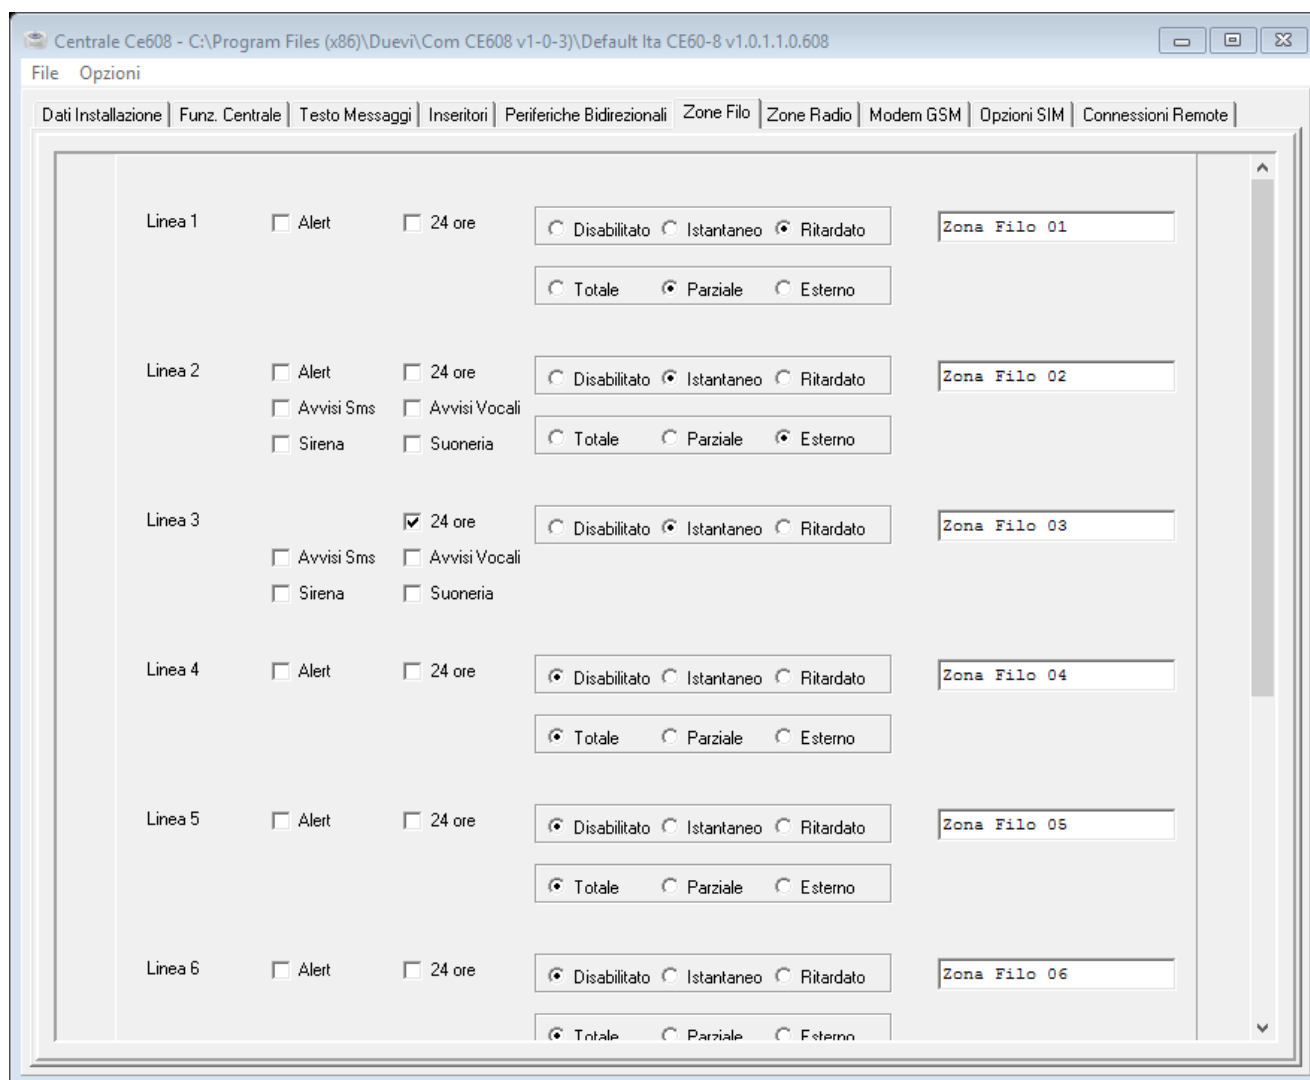 Centrale Ce608 - C:\Program Files (x86)\Duevi\Com CE608 v1-0-3)\Default Ita CE60-8 v1.0.1.1.0.608
File Opzioni
Dati Installazione Funz. Centrale Testo Messaggi Inseritori Periferiche Bidirezionali Zone Filo Zone Radio Modem GSM Opzioni SIM Connessioni Remote
Linea 1 Alert 24 ore Disabilitato Istantaneo Ritardato Zona Filo 01
Totale Parziale Esterno
Linea 2 Alert 24 ore Disabilitato Istantaneo Ritardato Zona Filo 02
Avvisi Sms Avvisi Vocali
Totale Parziale Esterno
Sirena Suoneria
Linea 3 24 ore Disabilitato Istantaneo Ritardato Zona Filo 03
Avvisi Sms Avvisi Vocali
Sirena Suoneria
Linea 4 Alert 24 ore Disabilitato Istantaneo Ritardato Zona Filo 04
Totale Parziale Esterno
Linea 5 Alert 24 ore Disabilitato Istantaneo Ritardato Zona Filo 05
Totale Parziale Esterno
Linea 6 Alert 24 ore Disabilitato Istantaneo Ritardato Zona Filo 06
Totale Parziale Esterno